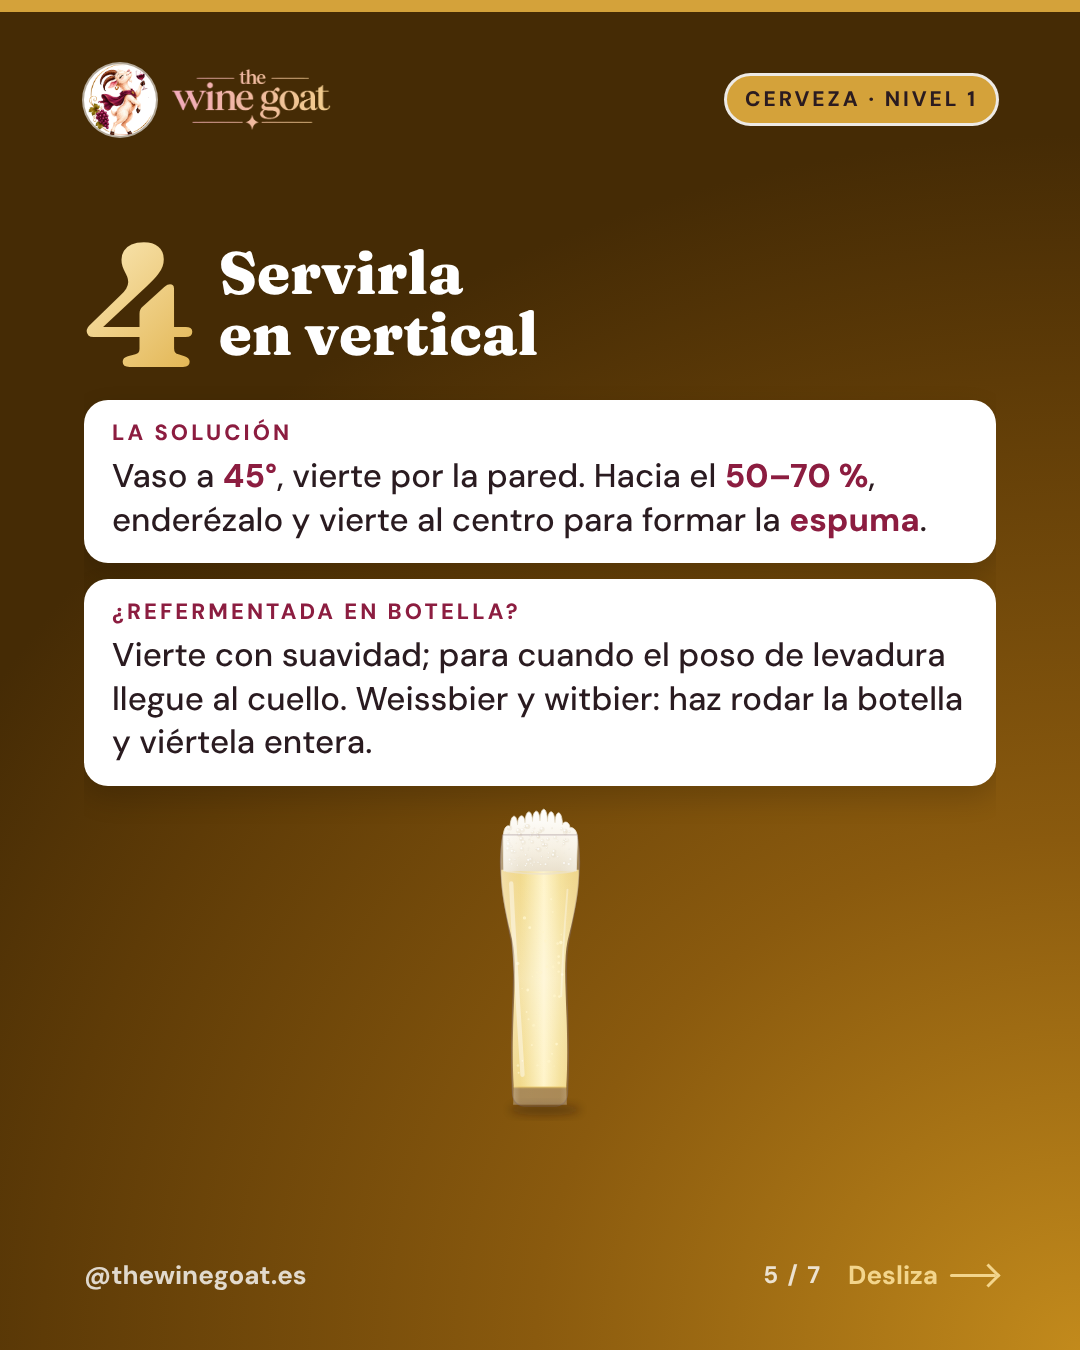 the
wine goat
CERVEZA · NIVEL 1
4
Servirla
en vertical
LA SOLUCIÓN
Vaso a 45°, vierte por la pared. Hacia el 50–70 %,
enderézalo y vierte al centro para formar la espuma.
¿REFERMENTADA EN BOTELLA?
Vierte con suavidad; para cuando el poso de levadura
llegue al cuello. Weissbier y witbier: haz rodar la botella
y viértela entera.
@thewinegoat.es
5 / 7 Desliza